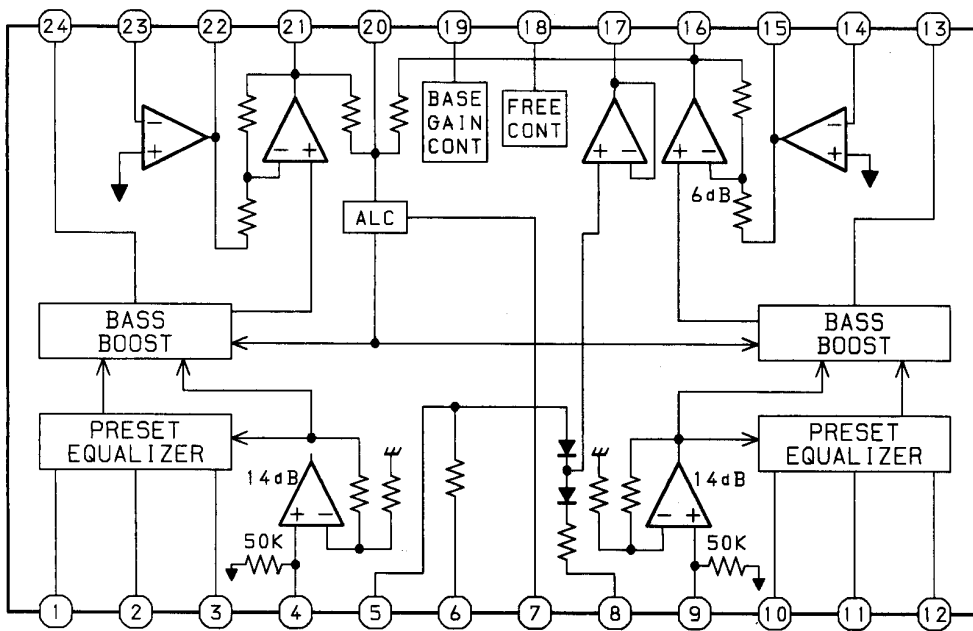 24 23 22 21 20 19 18 17 16 15 14 13
BASE
GAIN
CONT
FREE
CONT
- +
- +
+ -
+ -
- +
6dB
ALC
BASS
BOOST
BASS
BOOST
PRESET
EQUALIZER
PRESET
EQUALIZER
14dB
14dB
+ -
- +
50K
50K
1 2 3 4 5 6 7 8 9 10 11 12